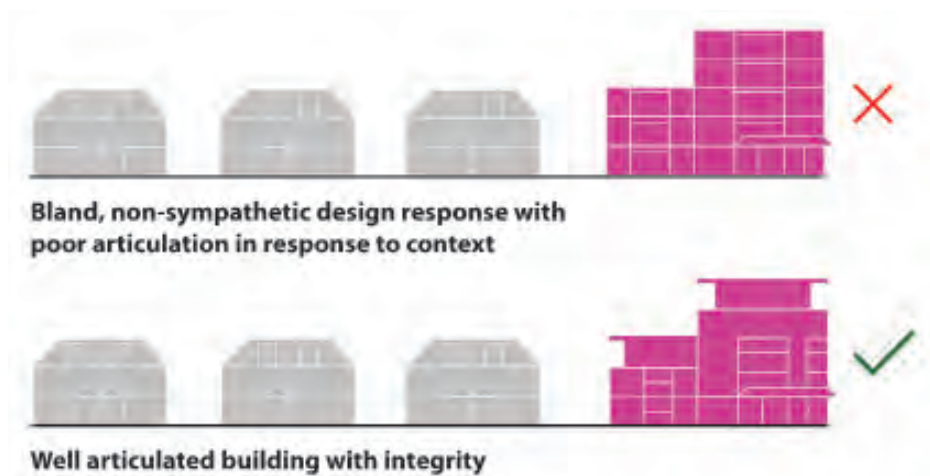 Bland, non-sympathetic design response with
poor articulation in response to context
Well articulated building with integrity